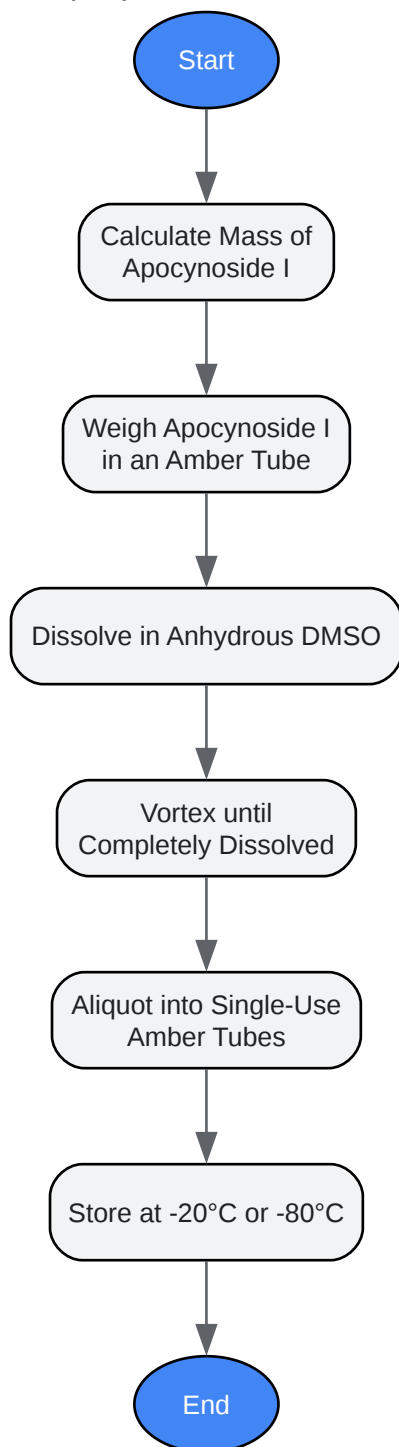 Start
Calculate Mass of
Apocynoside I
Weigh Apocynoside I
in an Amber Tube
Dissolve in Anhydrous DMSO
Vortex until
Completely Dissolved
Aliquot into Single-Use
Amber Tubes
Store at -20°C or -80°C
End